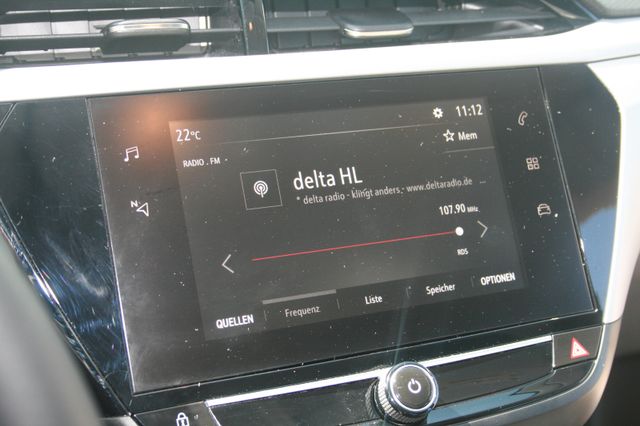 22°C
11:12
Mem
RADIO . FM
delta HL
* delta radio - klingt anders. - www.deltaradio.de ...
107.90 MHz
RDS
N
QUELLEN
Frequenz
Liste
Speicher
OPTIONEN